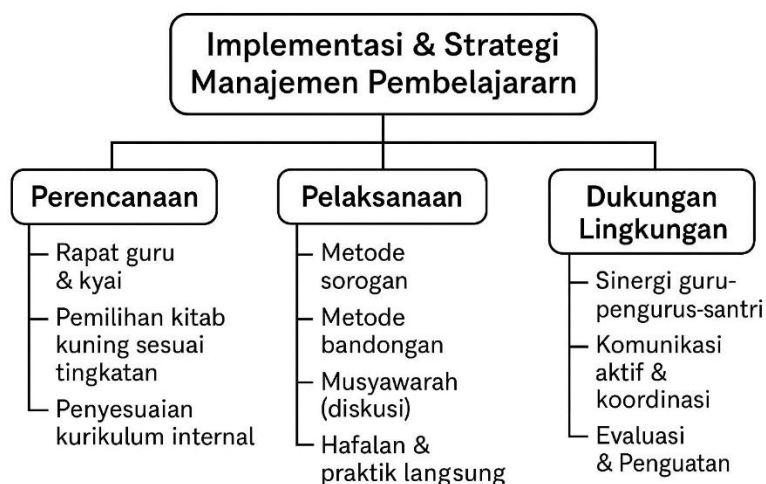 Implementasi & Strategi
Manajemen Pembelajararn
Perencanaan
Rapat guru
& kyai
Pemilihan kitab
kuning sesuai
tingkatan
Penyesuaian
kurikulum internal
Pelaksanaan
Metode
sorogan
Metode
bandongan
Musyawarah
(diskusi)
Hafalan &
praktik langsung
Dukungan
Lingkungan
Sinergi guru-
pengurus-santri
Komunikasi
aktif &
koordinasi
Evaluasi
& Penguatan